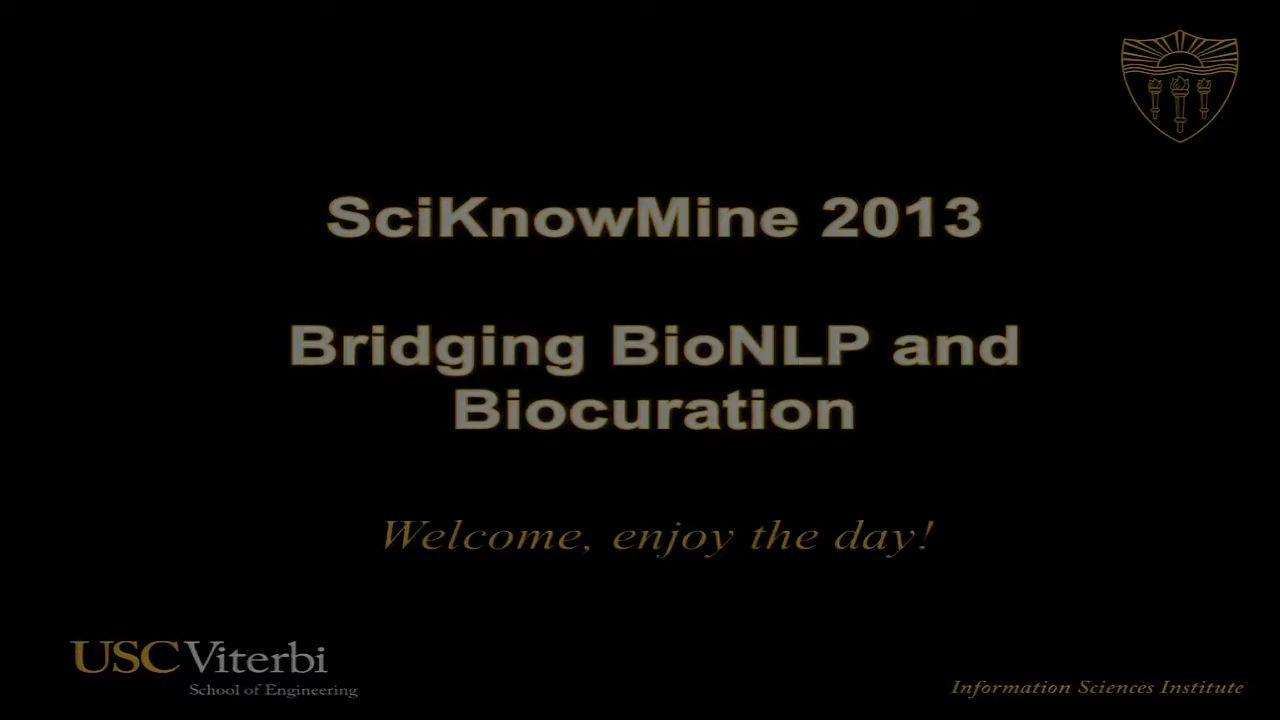 SciKnowMine 2013
Bridging BioNLP and
Biocuration
Welcome, enjoy the day!
USC Viterbi
School of Engineering
Information Sciences Institute